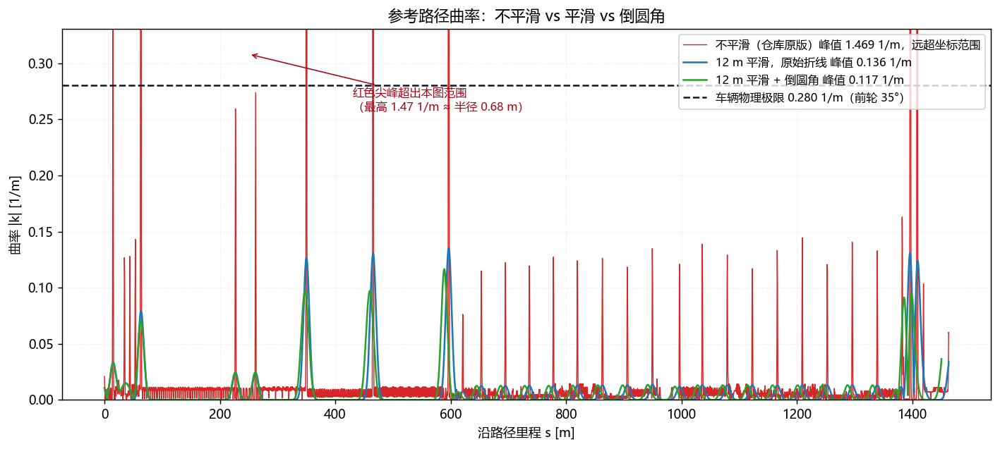 参考路径曲率：不平滑 vs 平滑 vs 倒圆角
不平滑（仓库原版）峰值 1.469 1/m，远超坐标范围
12 m 平滑，原始折线 峰值 0.136 1/m
12 m 平滑 + 倒圆角 峰值 0.117 1/m
车辆物理极限 0.280 1/m（前轮 35°）
红色尖峰超出本图范围
（最高 1.47 1/m ≈ 半径 0.68 m）
曲率 |k| [1/m]
0.30
0.25
0.20
0.15
0.10
0.05
0.00
0 200 400 600 800 1000 1200 1400
沿路径里程 s [m]